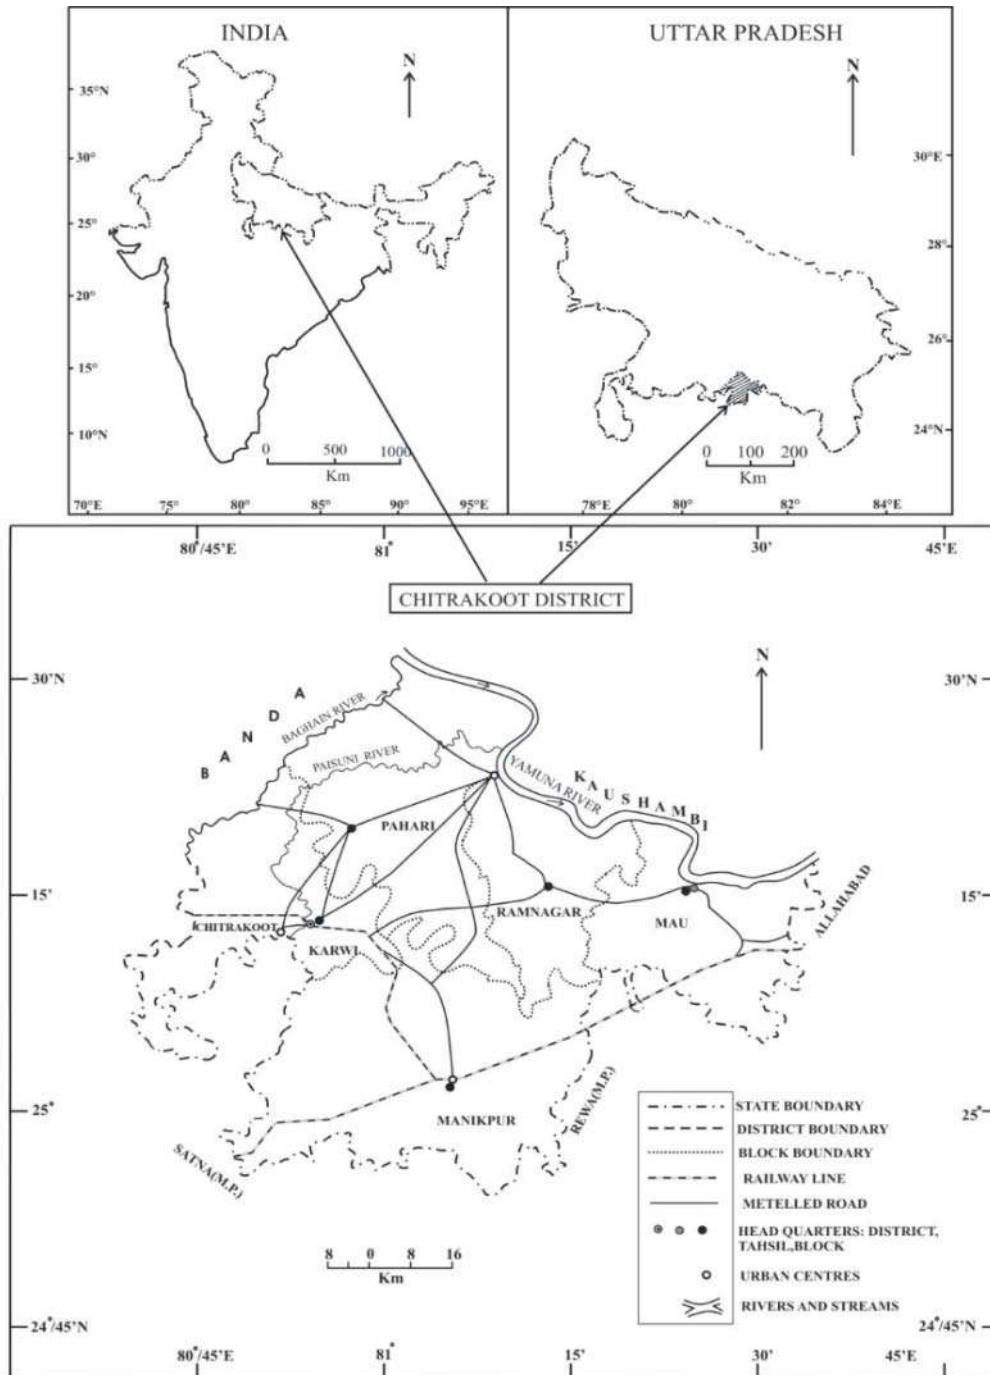 INDIA
N
35°N
30°
25°
20°
15°
10°N
0 500 1000
Km
70°E 75° 80° 85° 90° 95°E
UTTAR PRADESH
N
30°E
28°
26°
24°N
0 100 200
Km
78°E 80° 82° 84°E
80°/45'E 81° 15' 30' 45'E
CHITRAKOOT DISTRICT
N
30'N 30'N
BANDA
BAGHAIN RIVER
PAISUNI RIVER
YAMUNA RIVER
KAUSHAMBI
PAHARI
15' 15'
ALLAHABAD
RAMNAGAR
MAU
CHITRAKOOT
KARWI
25° 25°
MANIKPUR
REWA(M.P.)
SATNA(M.P.)
STATE BOUNDARY
DISTRICT BOUNDARY
BLOCK BOUNDARY
RAILWAY LINE
METELLED ROAD
HEAD QUARTERS: DISTRICT,
TAHSIL,BLOCK
URBAN CENTRES
RIVERS AND STREAMS
8 0 8 16
Km
24°/45'N 24°/45'N
80°/45'E 81° 15' 30' 45'E